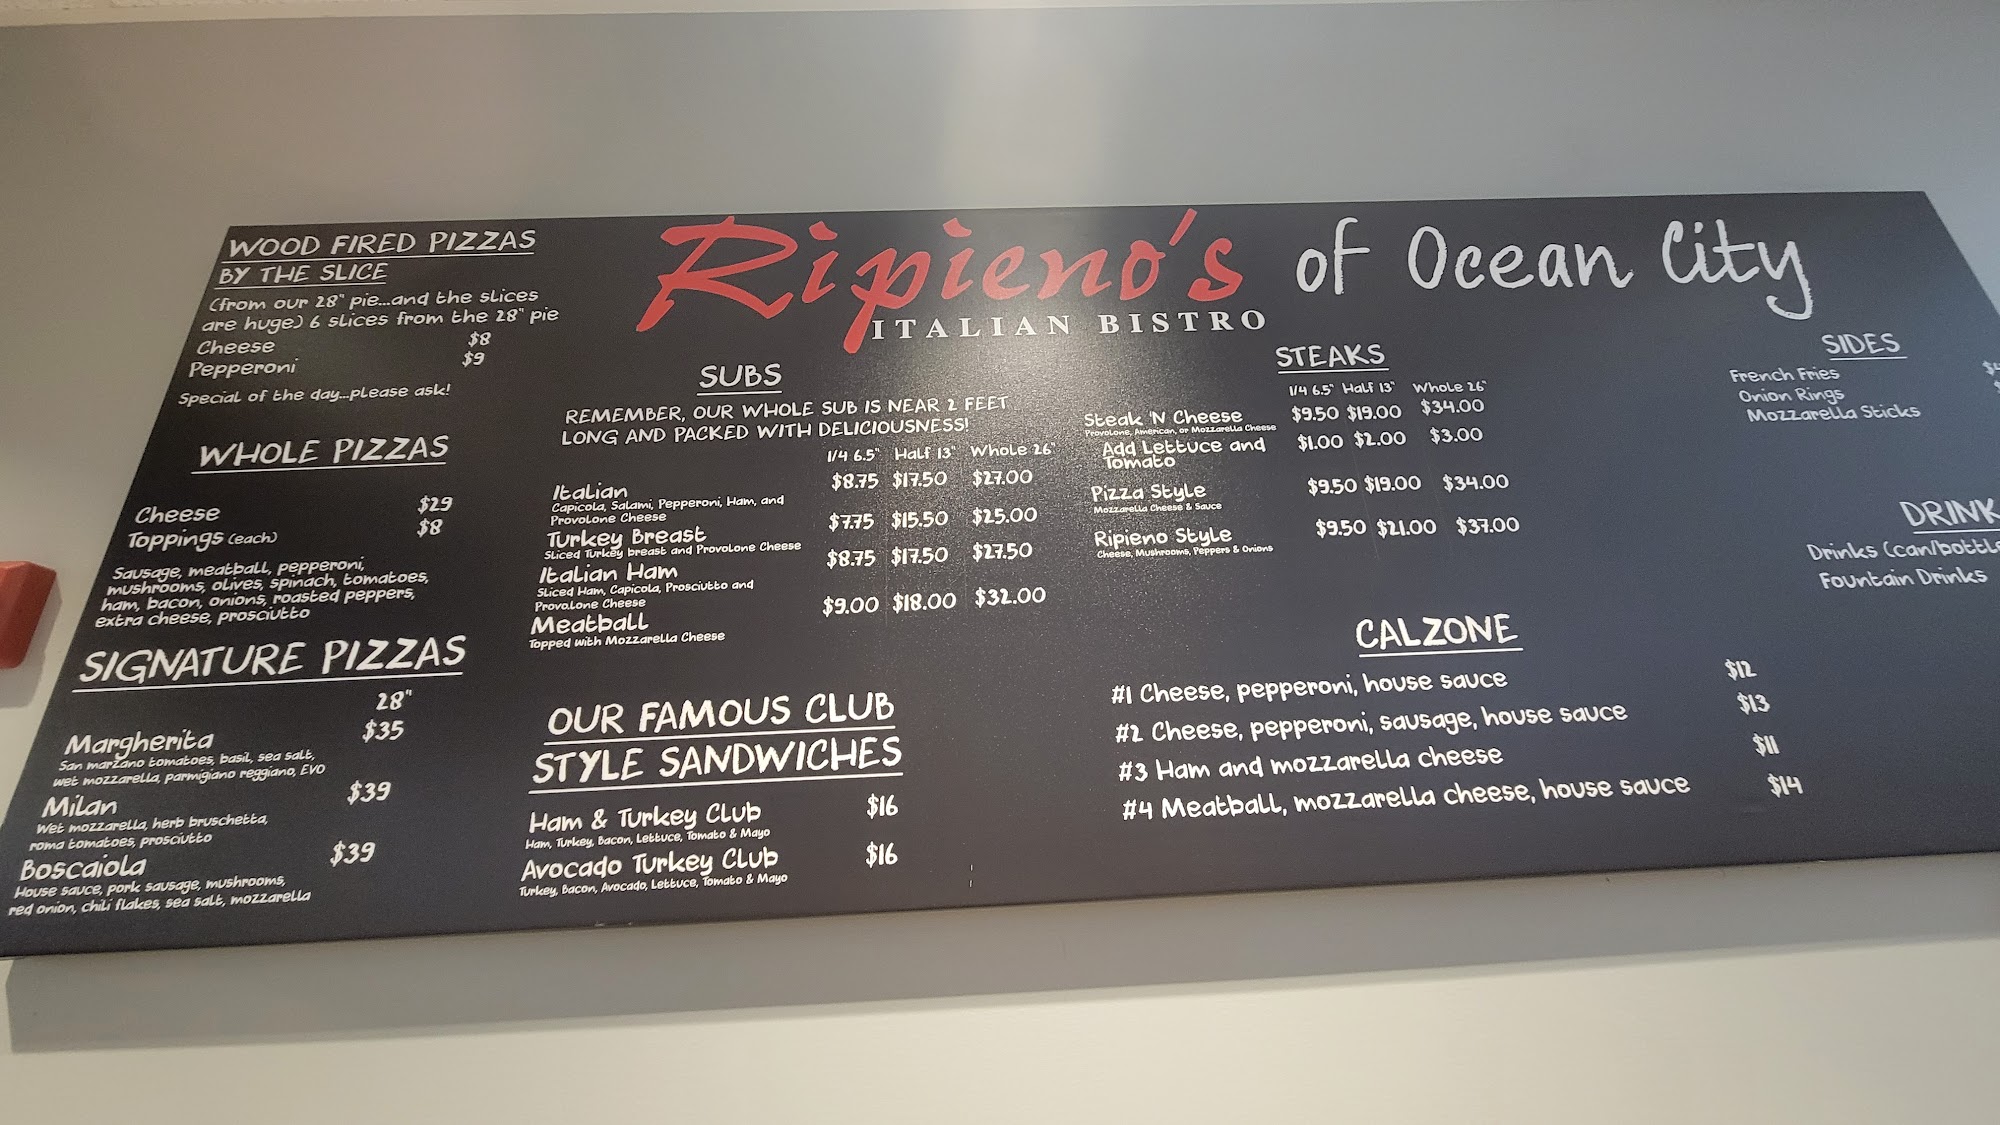 Ripieno's of Ocean City
ITALIAN BISTRO
WOOD FIRED PIZZAS
BY THE SLICE
(from our 28" pie...and the slices
are huge) 6 slices from the 28" pie
Cheese $8
Pepperoni $9
Special of the day...please ask!
WHOLE PIZZAS
Cheese $29
Toppings (each) $8
Sausage, meatball, pepperoni,
mushrooms, olives, spinach, tomatoes,
ham, bacon, onions, roasted peppers,
extra cheese, prosciutto
SIGNATURE PIZZAS
28"
Margherita $35
San marzano tomatoes, basil, sea salt,
wet mozzarella, parmigiano reggiano, EVO
Milan $39
Wet mozzarella, herb bruschetta,
roma tomatoes, prosciutto
Boscaiola $39
House sauce, pork sausage, mushrooms,
red onion, chili flakes, sea salt, mozzarella
SUBS
REMEMBER, OUR WHOLE SUB IS NEAR 2 FEET
LONG AND PACKED WITH DELICIOUSNESS!
1/4 6.5" Half 13" Whole 26"
Italian $8.75 $17.50 $27.00
Capicola, Salami, Pepperoni, Ham, and
Provolone Cheese
Turkey Breast $7.75 $15.50 $25.00
Sliced Turkey breast and Provolone Cheese
Italian Ham $8.75 $17.50 $27.50
Sliced Ham, Capicola, Prosciutto and
Provolone Cheese
Meatball $9.00 $18.00 $32.00
Topped with Mozzarella Cheese
OUR FAMOUS CLUB
STYLE SANDWICHES
Ham & Turkey Club $16
Ham, Turkey, Bacon, Lettuce, Tomato & Mayo
Avocado Turkey Club $16
Turkey, Bacon, Avocado, Lettuce, Tomato & Mayo
STEAKS
1/4 6.5" Half 13" Whole 26"
Steak 'N Cheese $9.50 $19.00 $34.00
Provolone, American, or Mozzarella Cheese
Add Lettuce and $1.00 $2.00 $3.00
Tomato
Pizza Style $9.50 $19.00 $34.00
Mozzarella Cheese & Sauce
Ripieno Style $9.50 $21.00 $37.00
Cheese, Mushrooms, Peppers & Onions
CALZONE
#1 Cheese, pepperoni, house sauce $12
#2 Cheese, pepperoni, sausage, house sauce $13
#3 Ham and mozzarella cheese $11
#4 Meatball, mozzarella cheese, house sauce $14
SIDES
French Fries
Onion Rings
Mozzarella Sticks
DRINK
Drinks (can/bottle
Fountain Drinks